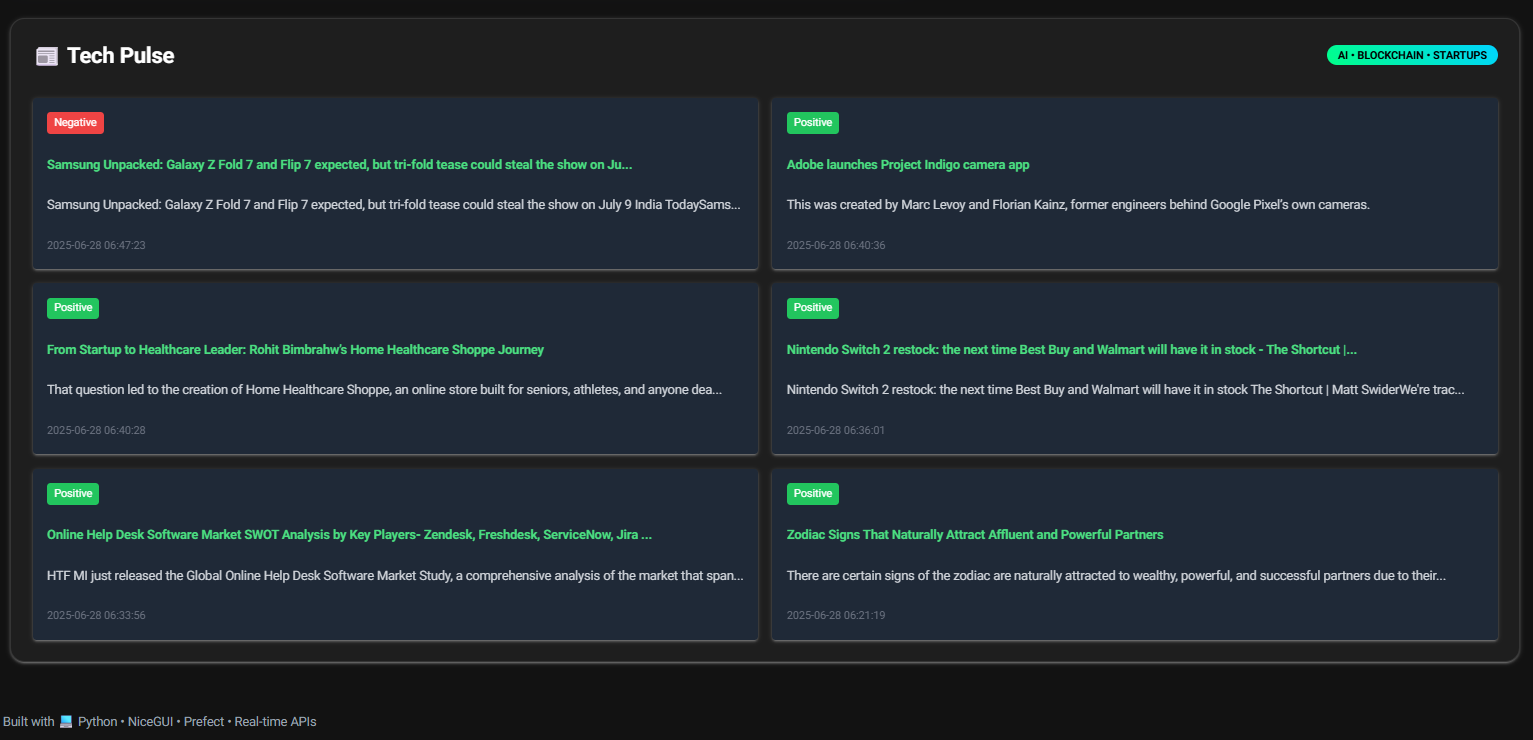 Tech Pulse
AI • BLOCKCHAIN • STARTUPS
Negative
Samsung Unpacked: Galaxy Z Fold 7 and Flip 7 expected, but tri-fold tease could steal the show on Ju...
Samsung Unpacked: Galaxy Z Fold 7 and Flip 7 expected, but tri-fold tease could steal the show on July 9 India TodaySams...
2025-06-28 06:47:23
Positive
Adobe launches Project Indigo camera app
This was created by Marc Levoy and Florian Kainz, former engineers behind Google Pixel’s own cameras.
2025-06-28 06:40:36
Positive
From Startup to Healthcare Leader: Rohit Bimbrahw’s Home Healthcare Shoppe Journey
That question led to the creation of Home Healthcare Shoppe, an online store built for seniors, athletes, and anyone dea...
2025-06-28 06:40:28
Positive
Nintendo Switch 2 restock: the next time Best Buy and Walmart will have it in stock - The Shortcut |...
Nintendo Switch 2 restock: the next time Best Buy and Walmart will have it in stock The Shortcut | Matt SwiderWe're trac...
2025-06-28 06:36:01
Positive
Online Help Desk Software Market SWOT Analysis by Key Players- Zendesk, Freshdesk, ServiceNow, Jira ...
HTF MI just released the Global Online Help Desk Software Market Study, a comprehensive analysis of the market that span...
2025-06-28 06:33:56
Positive
Zodiac Signs That Naturally Attract Affluent and Powerful Partners
There are certain signs of the zodiac are naturally attracted to wealthy, powerful, and successful partners due to their...
2025-06-28 06:21:19
Built with 💻 Python • NiceGUI • Prefect • Real-time APIs